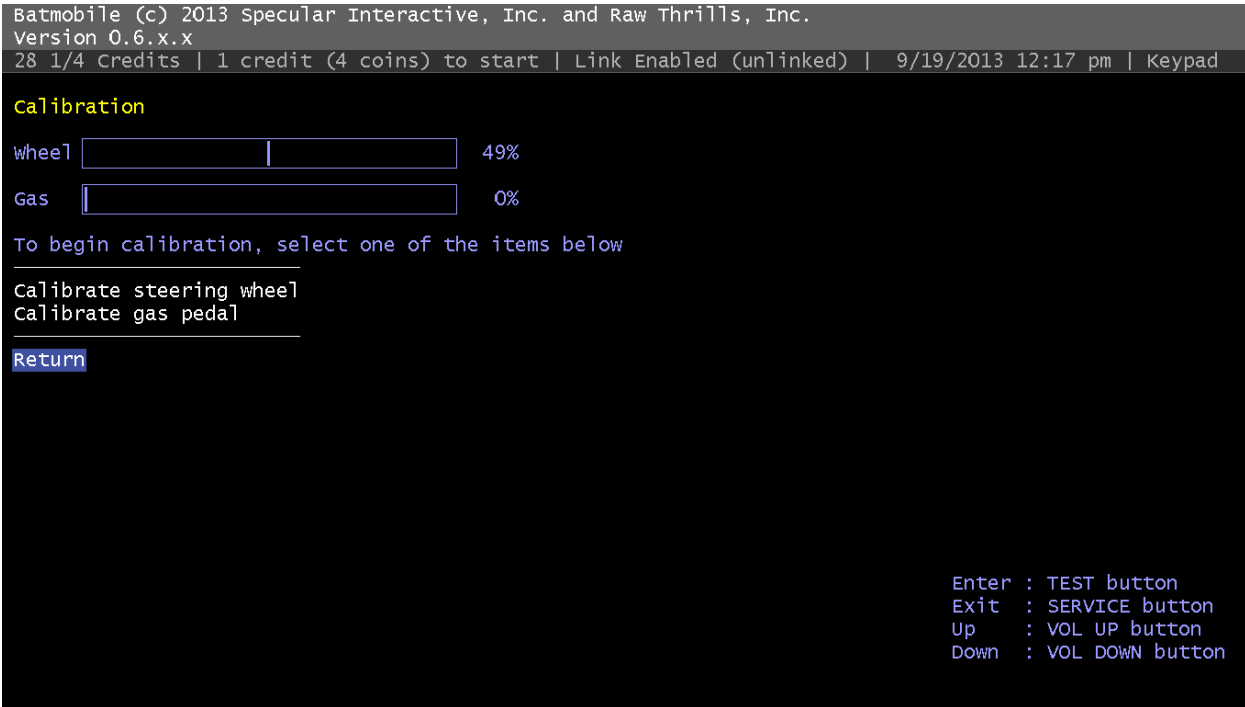 Batmobile (c) 2013 Specular Interactive, Inc. and Raw Thrills, Inc.
Version 0.6.x.x
28 1/4 Credits | 1 credit (4 coins) to start | Link Enabled (unlinked) | 9/19/2013 12:17 pm | Keypad
Calibration
Wheel 49%
Gas 0%
To begin calibration, select one of the items below
Calibrate steering wheel
Calibrate gas pedal
Return
Enter : TEST button
Exit : SERVICE button
Up : VOL UP button
Down : VOL DOWN button